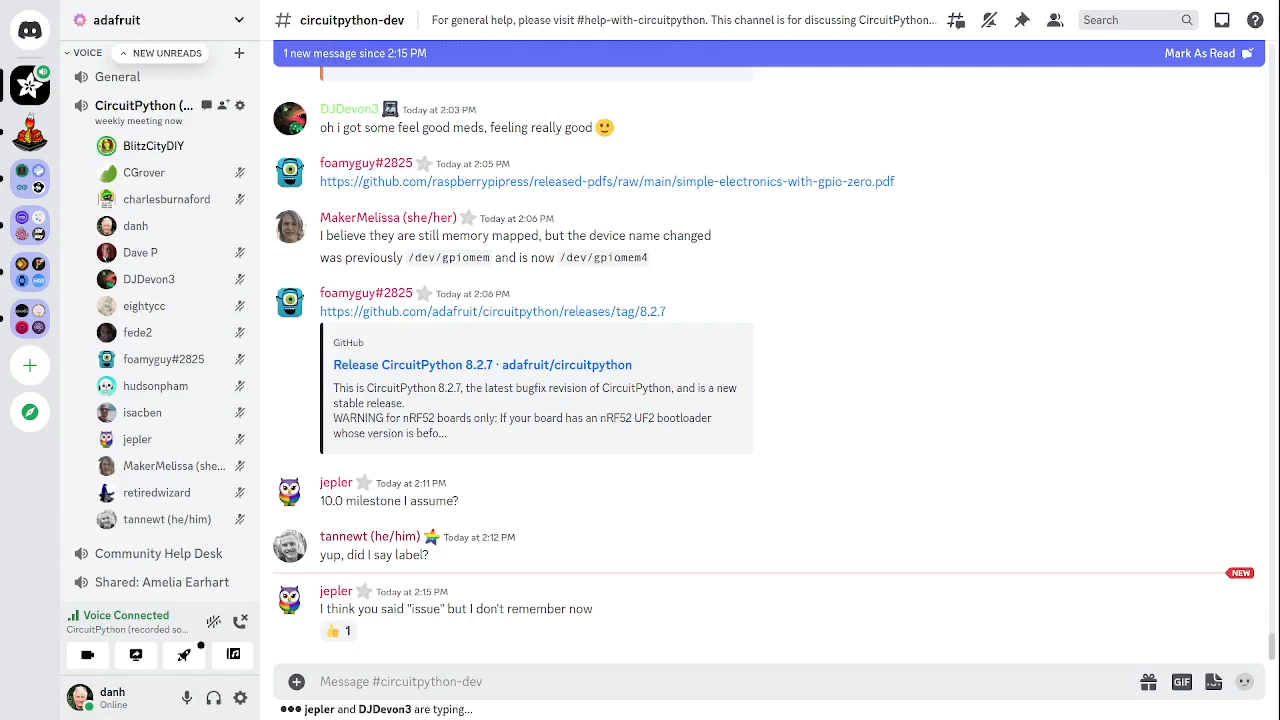 adafruit
VOICE
NEW UNREADS
General
CircuitPython (...
weekly meeting now
BlitzCityDIY
CGrover
charlesburnaford
danh
Dave P
DJDevon3
eightycc
fede2
foamyguy#2825
hudsonpham
isacben
jepler
MakerMelissa (she...
retiredwizard
tannewt (he/him)
Community Help Desk
Shared: Amelia Earhart
Voice Connected
CircuitPython (recorded so...
danh
Online
circuitpython-dev
For general help, please visit #help-with-circuitpython. This channel is for discussing CircuitPython...
Search
1 new message since 2:15 PM
Mark As Read
DJDevon3 Today at 2:03 PM
oh i got some feel good meds, feeling really good
foamyguy#2825 Today at 2:05 PM
https://github.com/raspberrypipress/released-pdfs/raw/main/simple-electronics-with-gpio-zero.pdf
MakerMelissa (she/her) Today at 2:06 PM
I believe they are still memory mapped, but the device name changed
was previously /dev/gpiomem and is now /dev/gpiomem4
foamyguy#2825 Today at 2:06 PM
https://github.com/adafruit/circuitpython/releases/tag/8.2.7
GitHub
Release CircuitPython 8.2.7 · adafruit/circuitpython
This is CircuitPython 8.2.7, the latest bugfix revision of CircuitPython, and is a new
stable release.
WARNING for nRF52 boards only: If your board has an nRF52 UF2 bootloader
whose version is befo...
jepler Today at 2:11 PM
10.0 milestone I assume?
tannewt (he/him) Today at 2:12 PM
yup, did I say label?
NEW
jepler Today at 2:15 PM
I think you said "issue" but I don't remember now
1
Message #circuitpython-dev
GIF
jepler and DJDevon3 are typing...